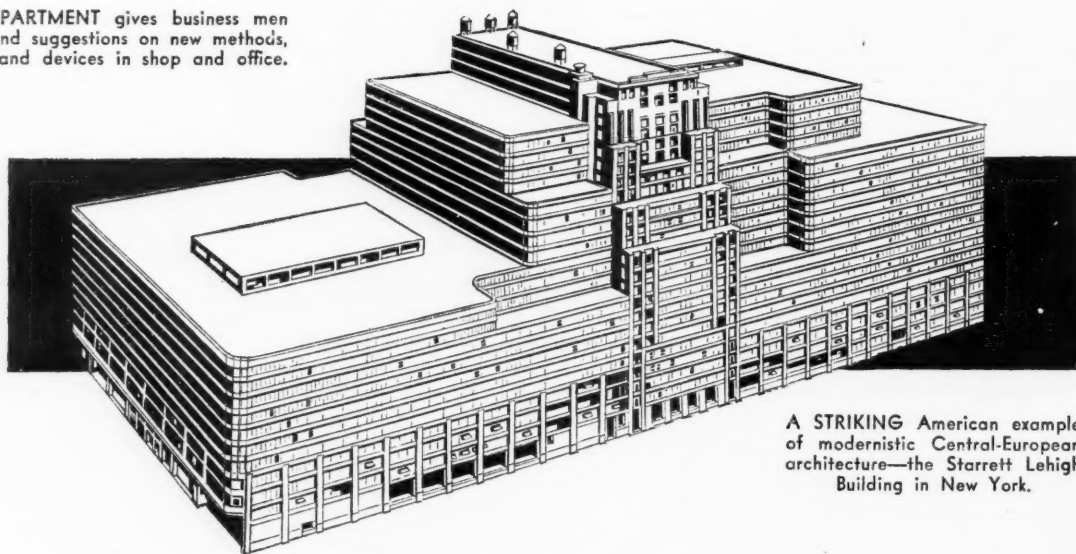 PARTMENT gives business men
nd suggestions on new methods,
and devices in shop and office.
A STRIKING American example
of modernistic Central-European
architecture—the Starrett Lehigh
Building in New York.